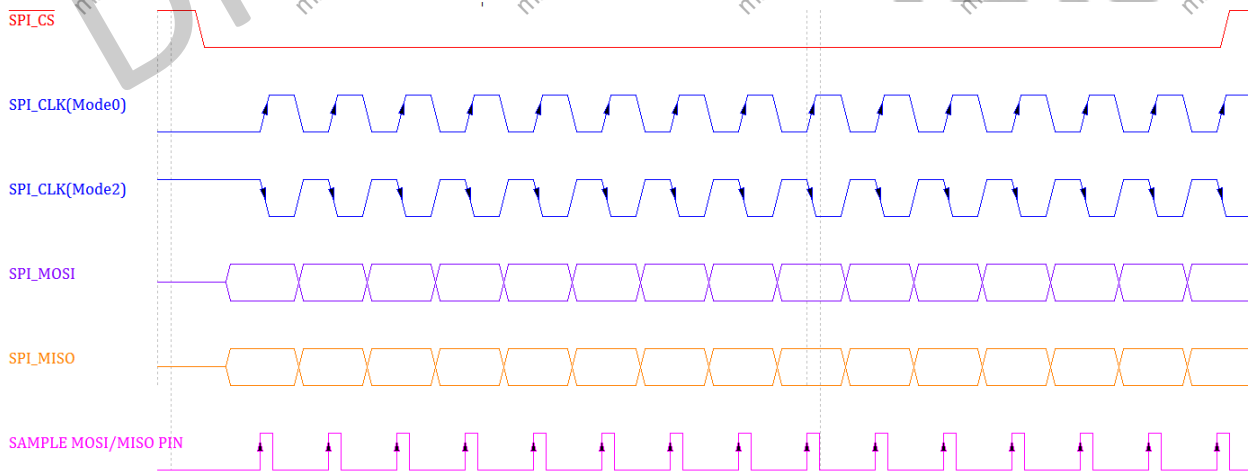 SPI_CS
SPI_CLK(Mode0)
SPI_CLK(Mode2)
SPI_MOSI
SPI_MISO
SAMPLE MOSI/MISO PIN